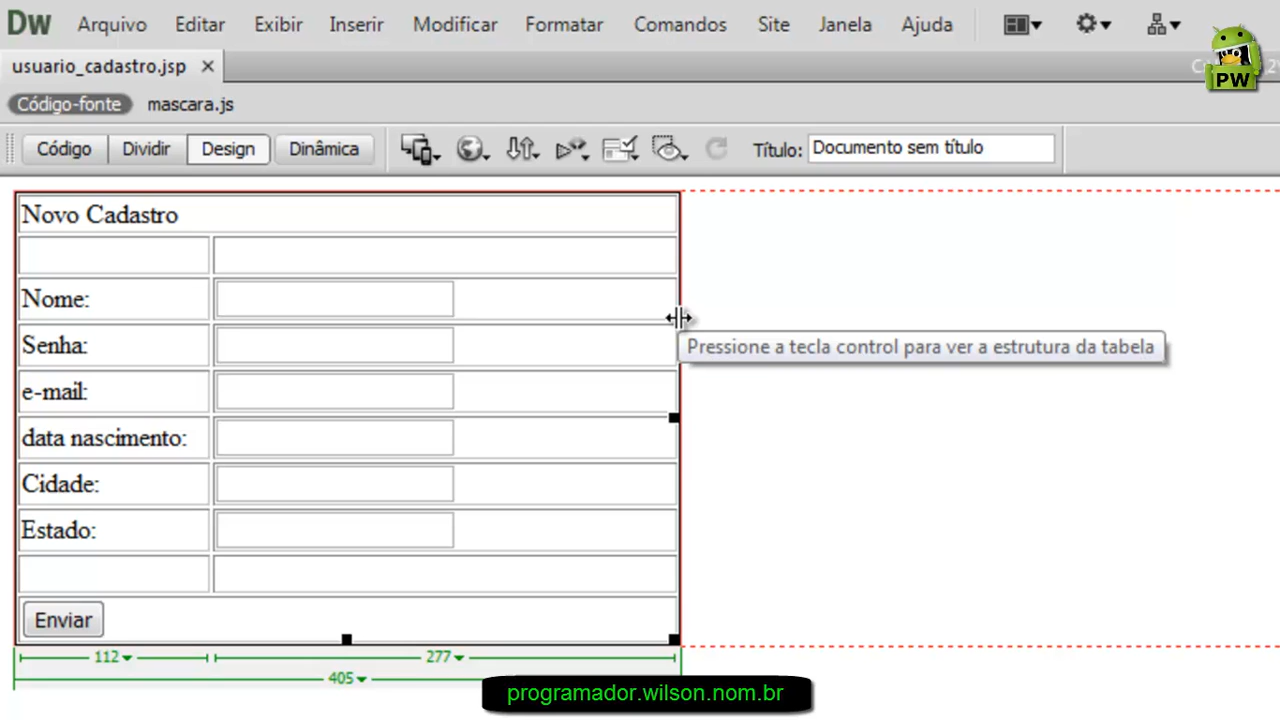 Dw Arquivo Editar Exibir Inserir Modificar Formatar Comandos Site Janela Ajuda
usuario_cadastro.jsp
PW
Código-fonte mascara.js
Código Dividir Design Dinâmica Título: Documento sem título
Novo Cadastro
Nome:
Senha:
Pressione a tecla control para ver a estrutura da tabela
e-mail:
data nascimento:
Cidade:
Estado:
Enviar
112 277
405
programador.wilson.nom.br